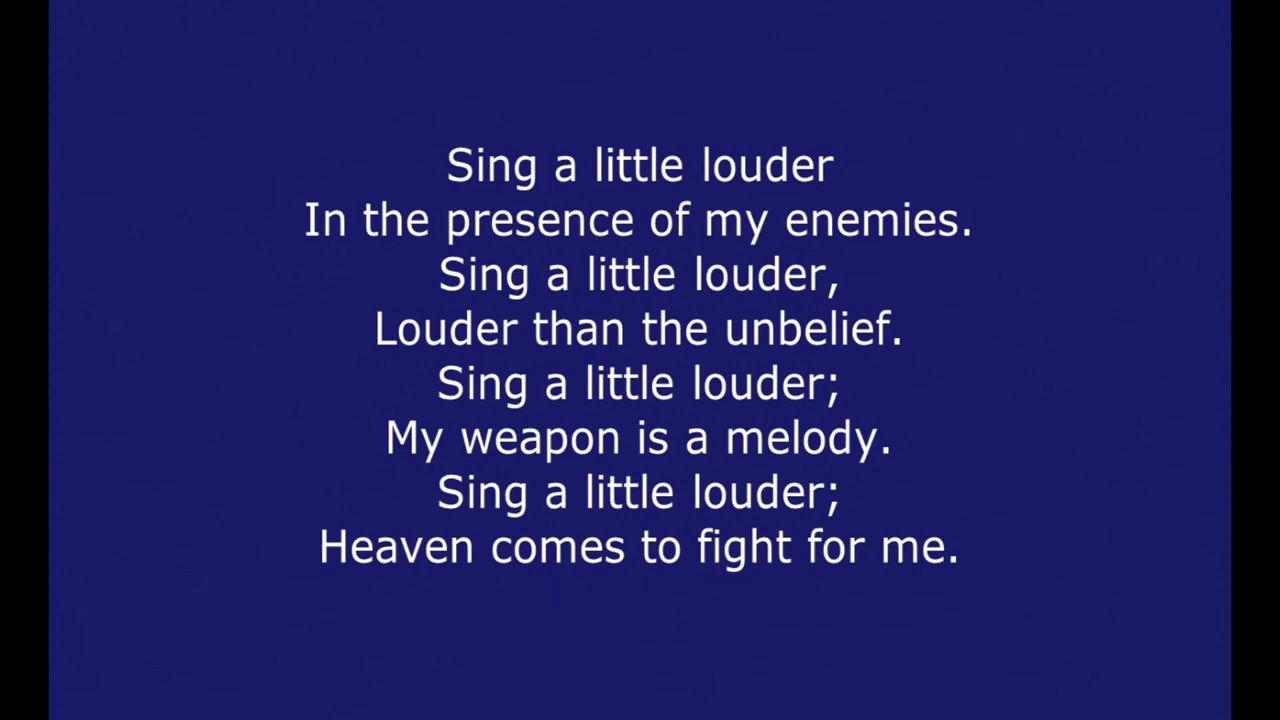 Sing a little louder
In the presence of my enemies.
Sing a little louder,
Louder than the unbelief.
Sing a little louder;
My weapon is a melody.
Sing a little louder;
Heaven comes to fight for me.